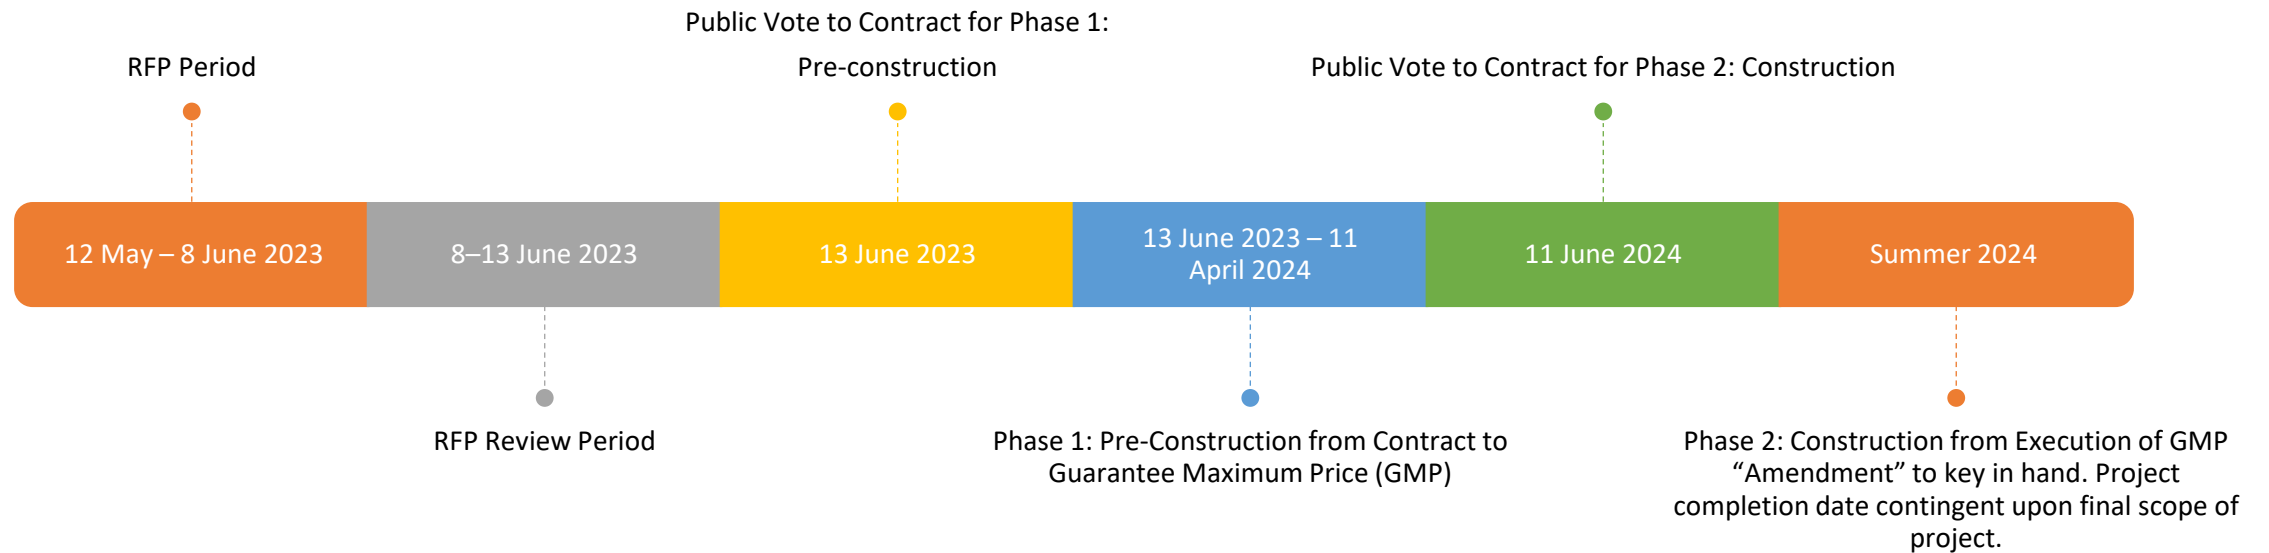 Public Vote to Contract for Phase 1:
RFP Period
Pre-construction
Public Vote to Contract for Phase 2: Construction
12 May – 8 June 2023
8–13 June 2023
13 June 2023
13 June 2023 – 11
April 2024
11 June 2024
Summer 2024
RFP Review Period
Phase 1: Pre-Construction from Contract to
Guarantee Maximum Price (GMP)
Phase 2: Construction from Execution of GMP
“Amendment” to key in hand. Project
completion date contingent upon final scope of
project.